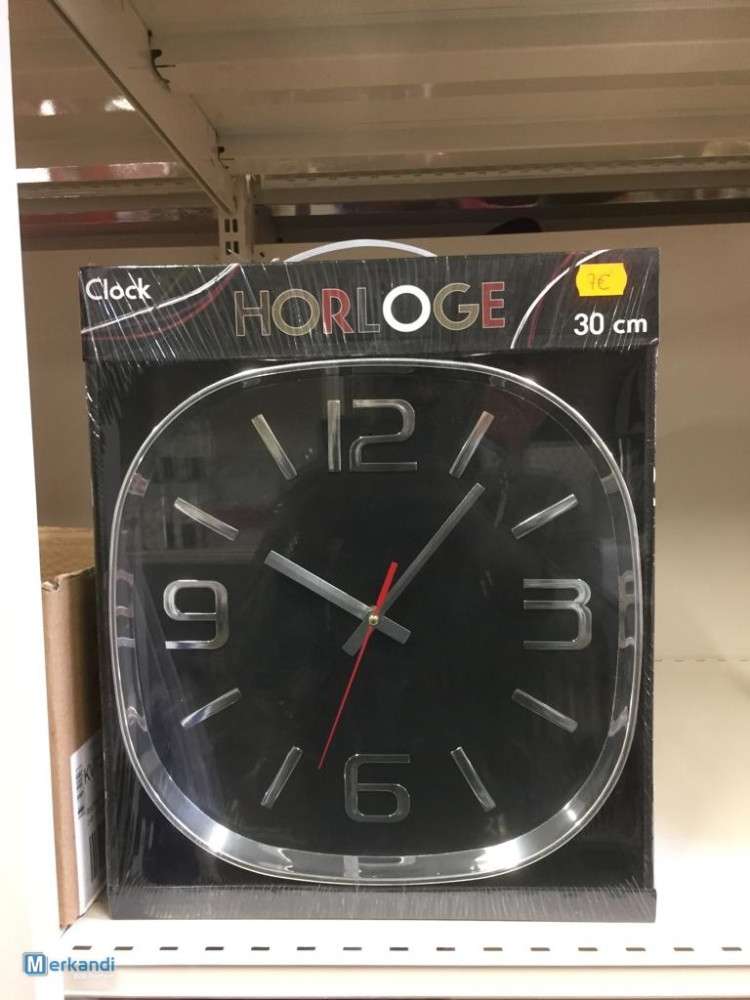 Clock
HORLOGE
7€
30 cm
12
9
3
6
Merkandi